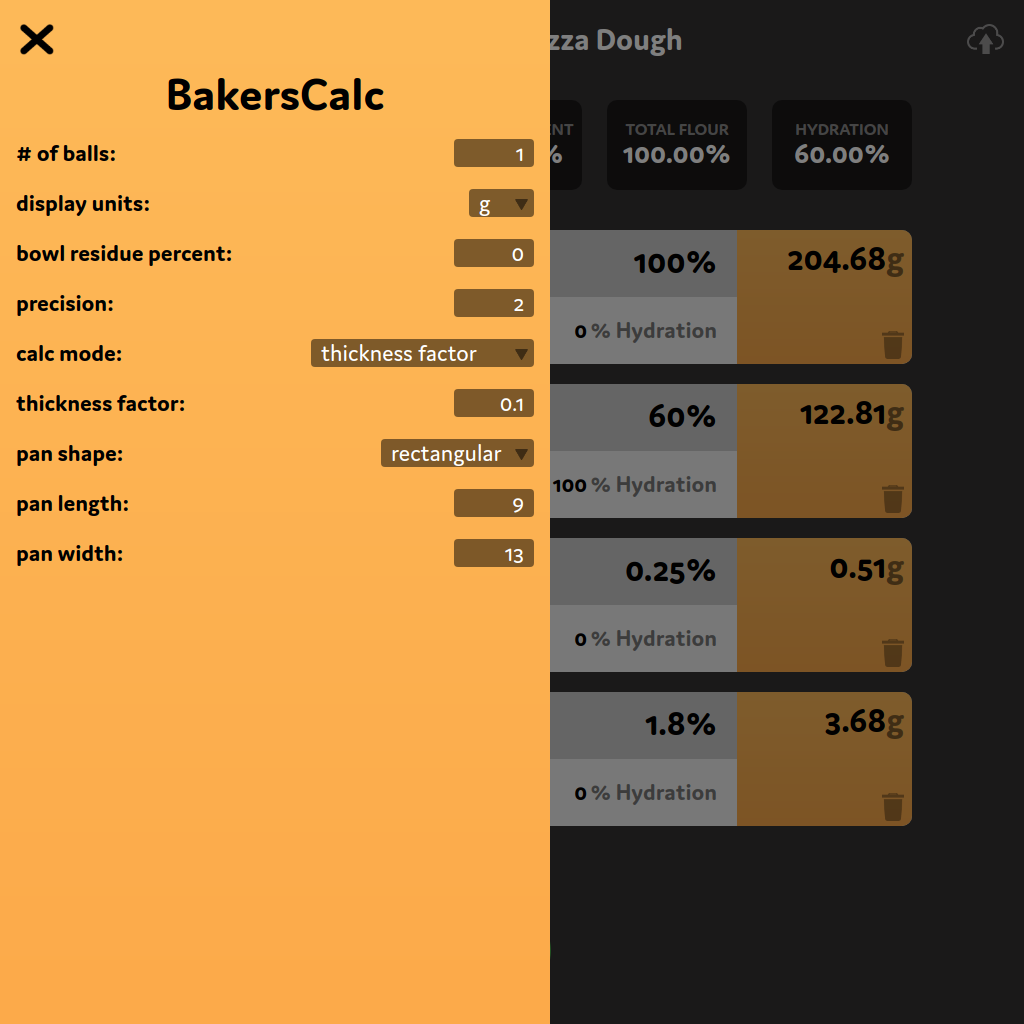 BakersCalc
# of balls: 1
display units: g
bowl residue percent: 0
precision: 2
calc mode: thickness factor
thickness factor: 0.1
pan shape: rectangular
pan length: 9
pan width: 13
zza Dough
NT
%
TOTAL FLOUR
100.00%
HYDRATION
60.00%
100% 204.68g
0 % Hydration
60% 122.81g
100 % Hydration
0.25% 0.51g
0 % Hydration
1.8% 3.68g
0 % Hydration